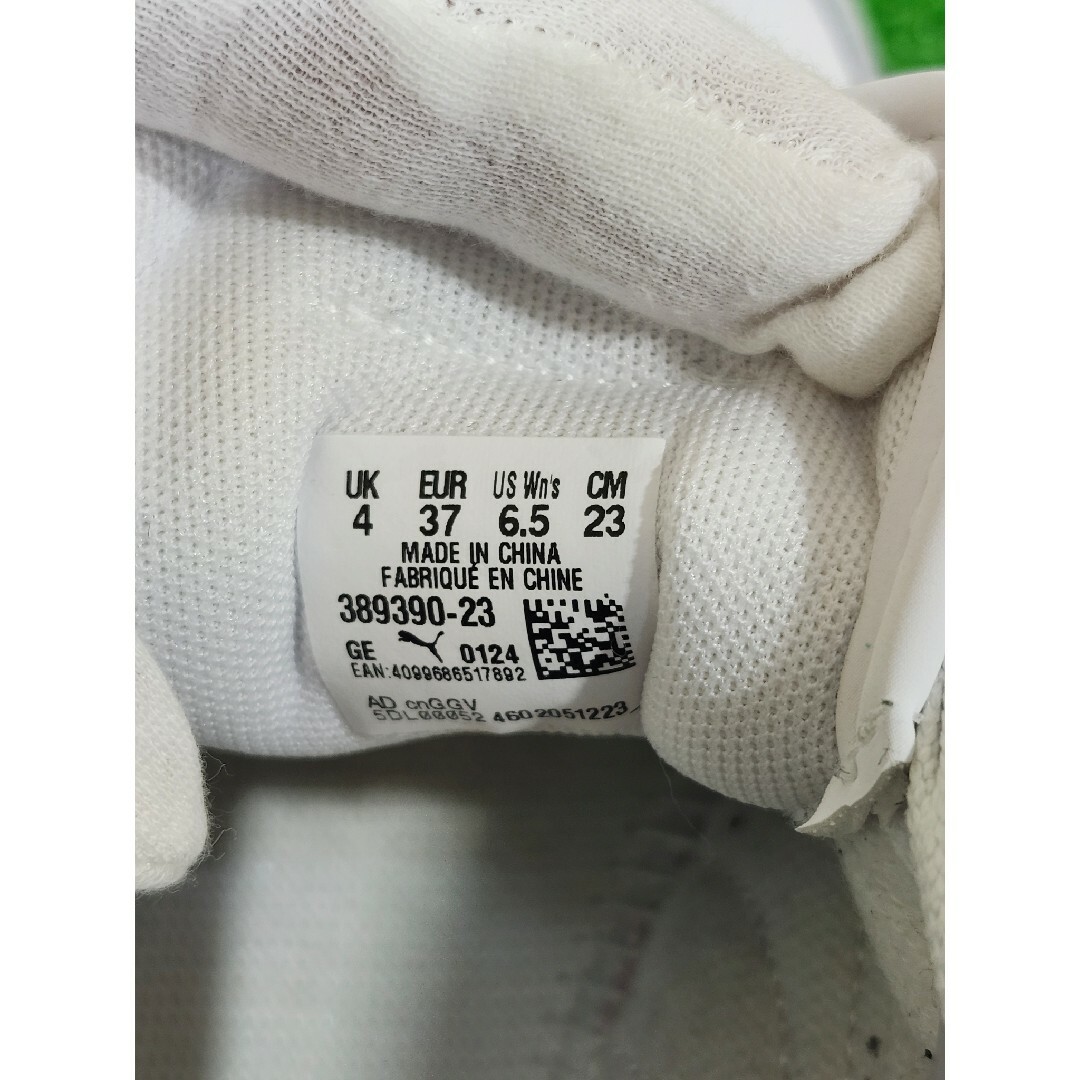 UK EUR US Wn's CM
4 37 6.5 23
MADE IN CHINA
FABRIQUÉ EN CHINE
389390-23
GE 0124
EAN:4099686517892
AD cnGGV
5DL00052 4602051223